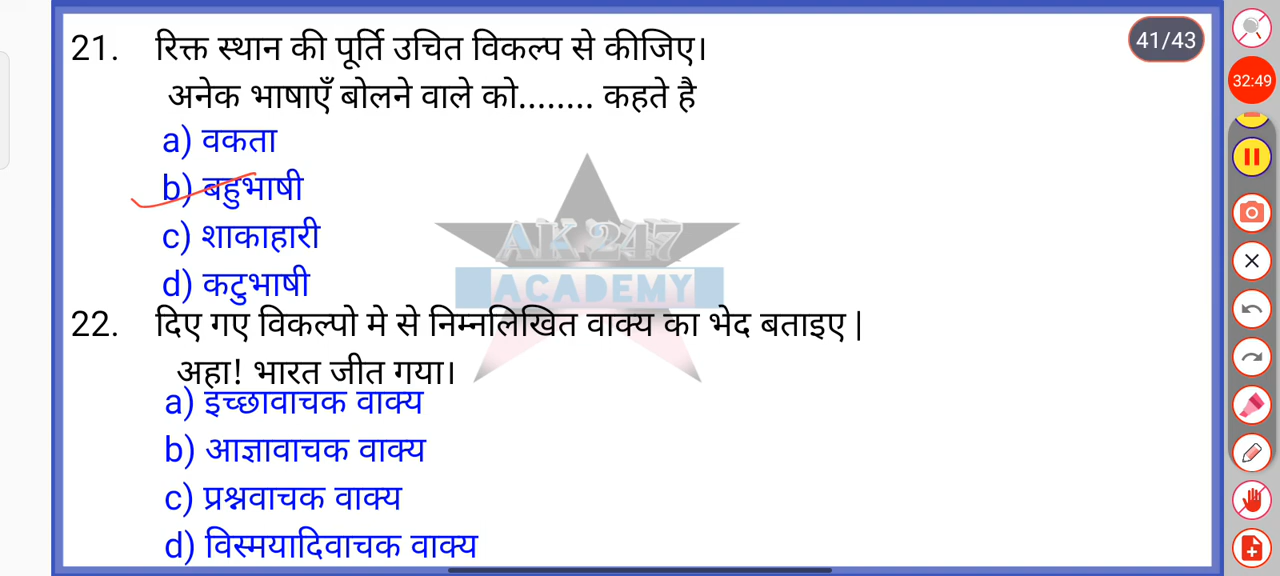 41/43
21. रिक्त स्थान की पूर्ति उचित विकल्प से कीजिए।
32:49
अनेक भाषाएँ बोलने वाले को........ कहते है
a) वकता
b) बहुभाषी
c) शाकाहारी
d) कटुभाषी
AK 247
ACADEMY
22. दिए गए विकल्पो मे से निम्नलिखित वाक्य का भेद बताइए |
अहा! भारत जीत गया।
a) इच्छावाचक वाक्य
b) आज्ञावाचक वाक्य
c) प्रश्नवाचक वाक्य
d) विस्मयादिवाचक वाक्य